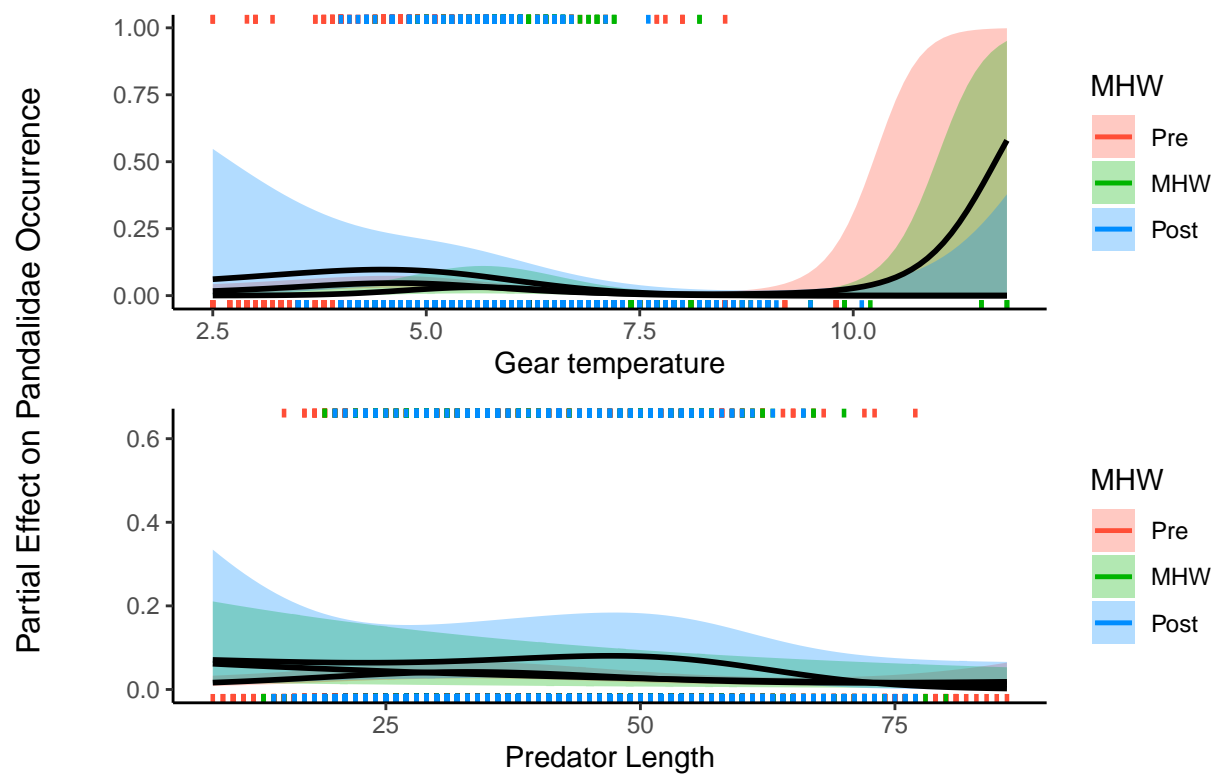 Partial Effect on Pandalidae Occurrence
1.00
0.75
0.50
0.25
0.00
2.5
5.0
7.5
10.0
Gear temperature
MHW
Pre
MHW
Post
0.6
0.4
0.2
0.0
25
50
75
Predator Length
MHW
Pre
MHW
Post